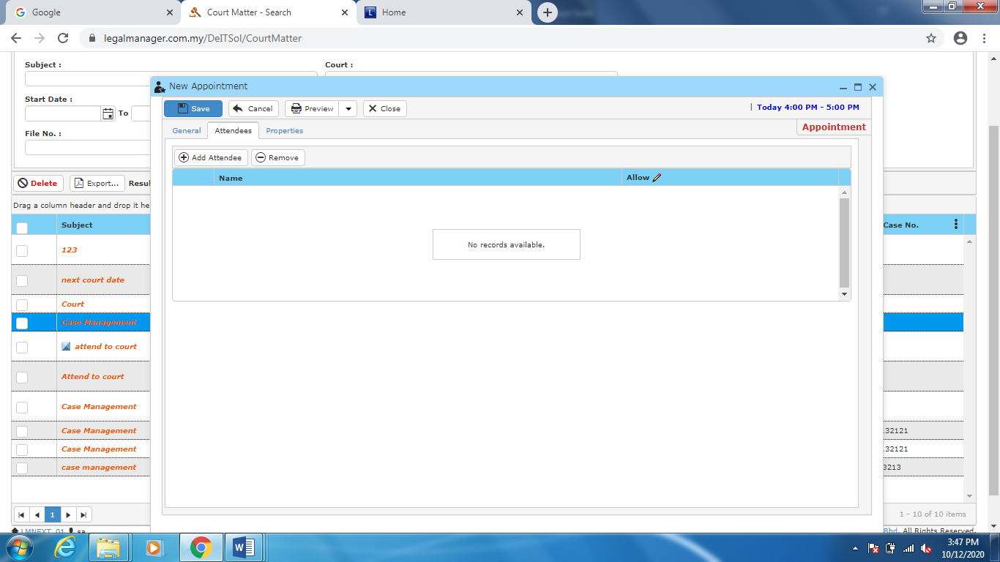 Google
Court Matter - Search
Home
legalmanager.com.my/DeITSol/CourtMatter
Subject :
Court :
New Appointment
Start Date :
To
Save
Cancel
Preview
Close
Today 4:00 PM - 5:00 PM
File No. :
General
Attendees
Properties
Appointment
Add Attendee
Remove
Delete
Export...
Resul
Name
Allow
Drag a column header and drop it he
Subject
Case No.
123
No records available.
next court date
Court
Case Management
attend to court
Attend to court
Case Management
Case Management
.32121
Case Management
.32121
case management
3213
1
1 - 10 of 10 items
LMNEXT_01
sa
Bhd. All Rights Reserved.
3:47 PM
10/12/2020